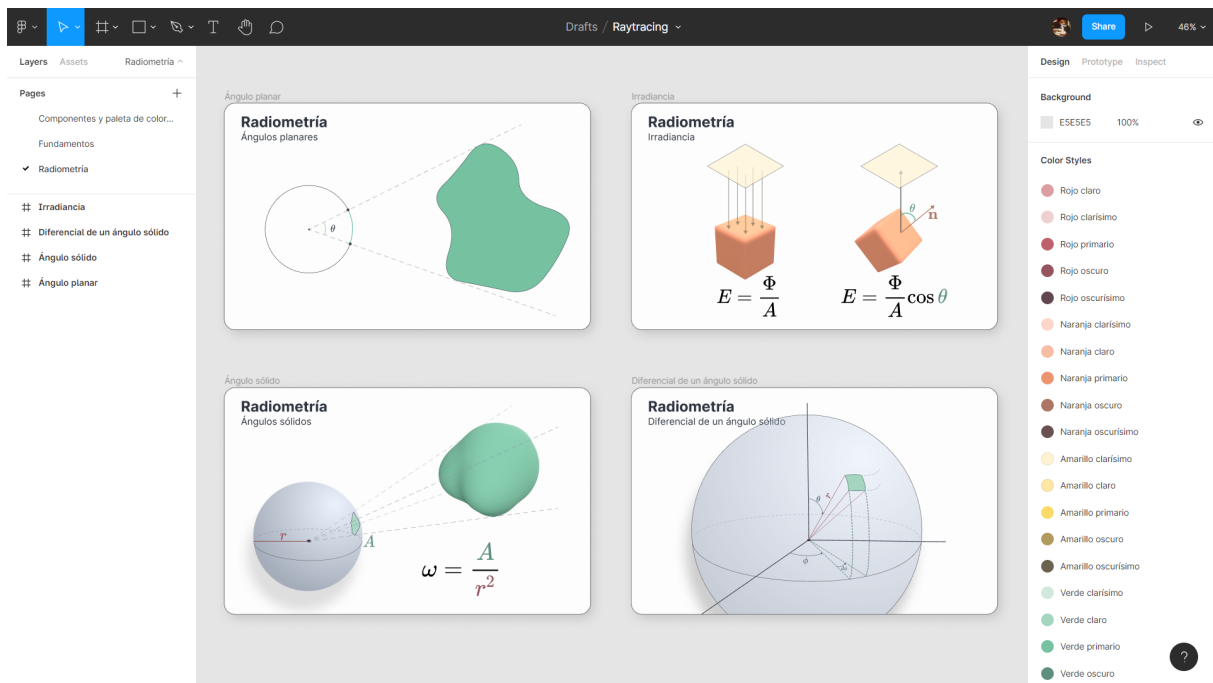 Drafts / Raytracing
Share
46%
Layers Assets Radiometría
Pages
Componentes y paleta de color...
Fundamentos
Radiometría
Irradiancia
Diferencial de un ángulo sólido
Ángulo sólido
Ángulo planar
Ángulo planar
Radiometría
Ángulos planares
θ
Irradiancia
Radiometría
Irradiancia
θ
n
E = Φ/A
E = Φ/A cos θ
Ángulo sólido
Radiometría
Ángulos sólidos
r
A
ω = A/r²
Diferencial de un ángulo sólido
Radiometría
Diferencial de un ángulo sólido
θ
r
ϕ
Design Prototype Inspect
Background
E5E5E5 100%
Color Styles
Rojo claro
Rojo clarísimo
Rojo primario
Rojo oscuro
Rojo oscurísimo
Naranja clarísimo
Naranja claro
Naranja primario
Naranja oscuro
Naranja oscurísimo
Amarillo clarísimo
Amarillo claro
Amarillo primario
Amarillo oscuro
Amarillo oscurísimo
Verde clarísimo
Verde claro
Verde primario
Verde oscuro
?